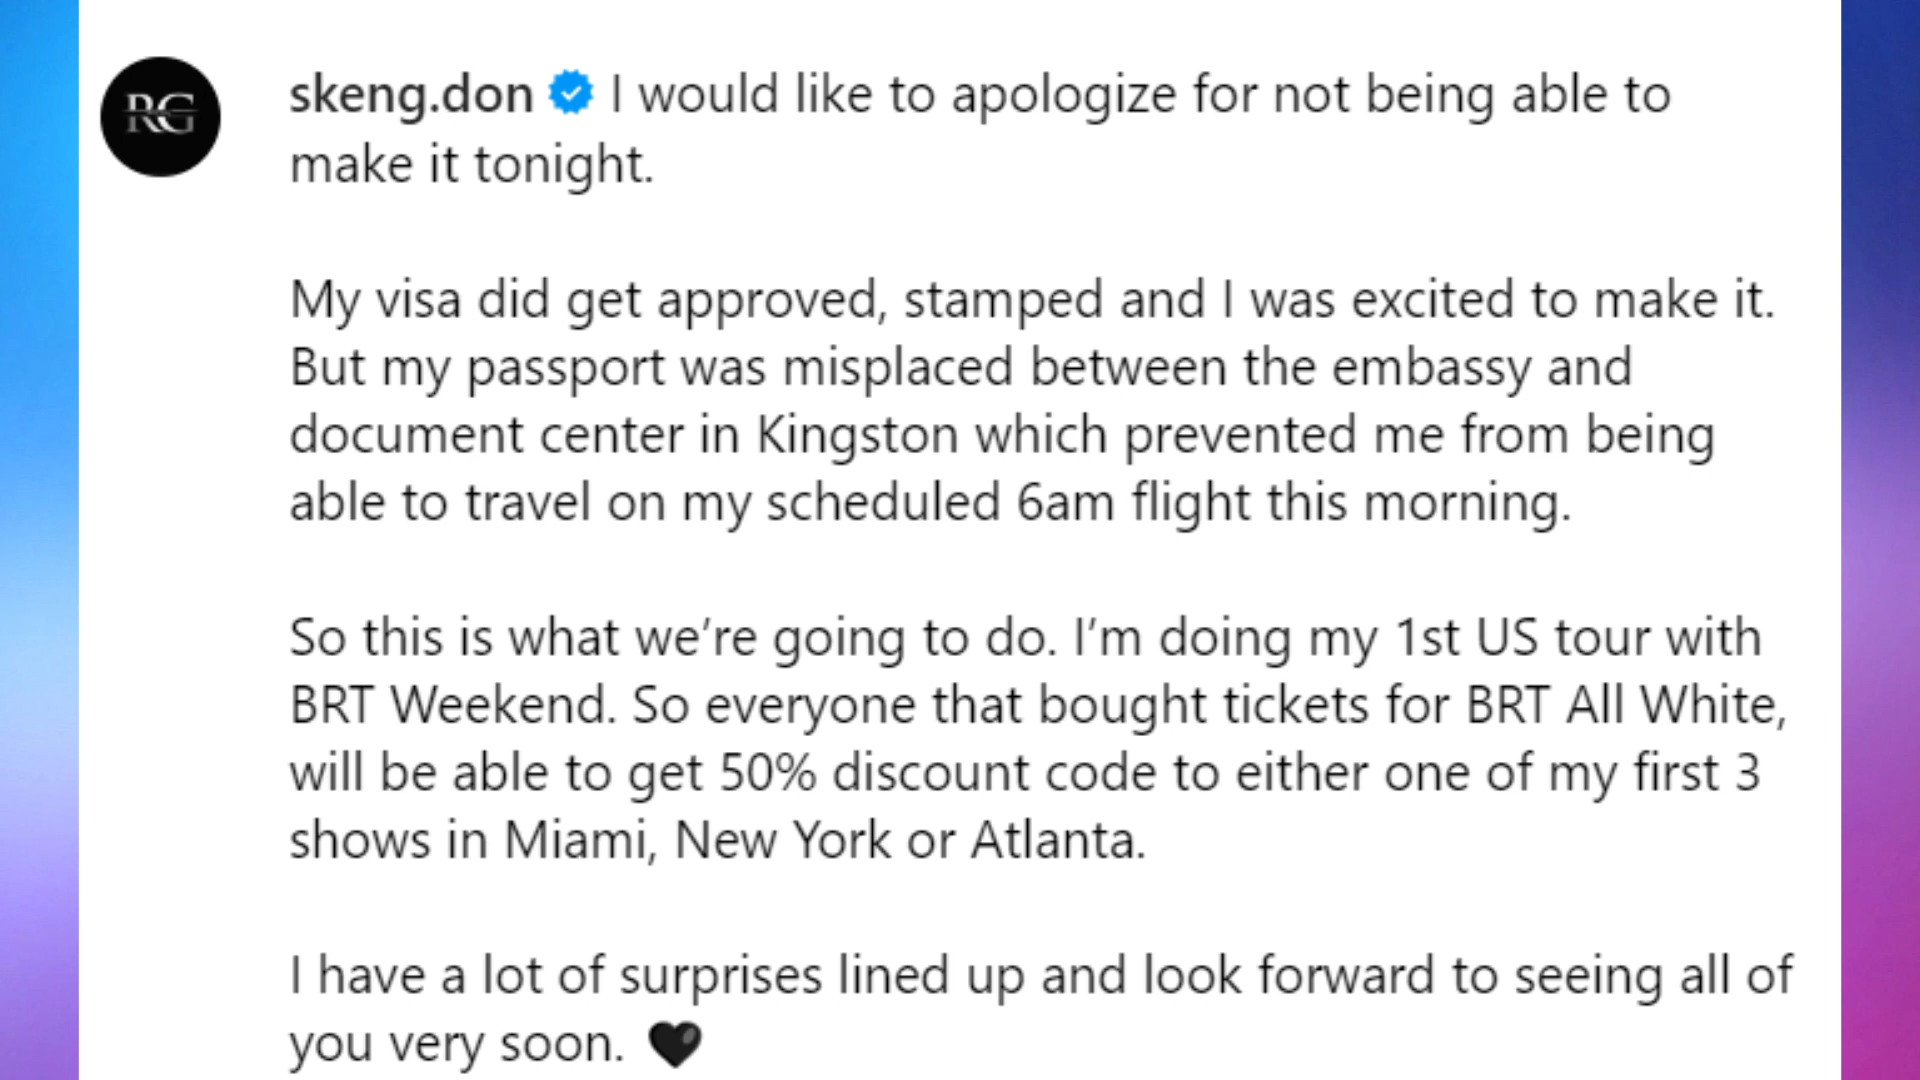 RG
skeng.don I would like to apologize for not being able to
make it tonight.
My visa did get approved, stamped and I was excited to make it.
But my passport was misplaced between the embassy and
document center in Kingston which prevented me from being
able to travel on my scheduled 6am flight this morning.
So this is what we’re going to do. I’m doing my 1st US tour with
BRT Weekend. So everyone that bought tickets for BRT All White,
will be able to get 50% discount code to either one of my first 3
shows in Miami, New York or Atlanta.
I have a lot of surprises lined up and look forward to seeing all of
you very soon. 🖤